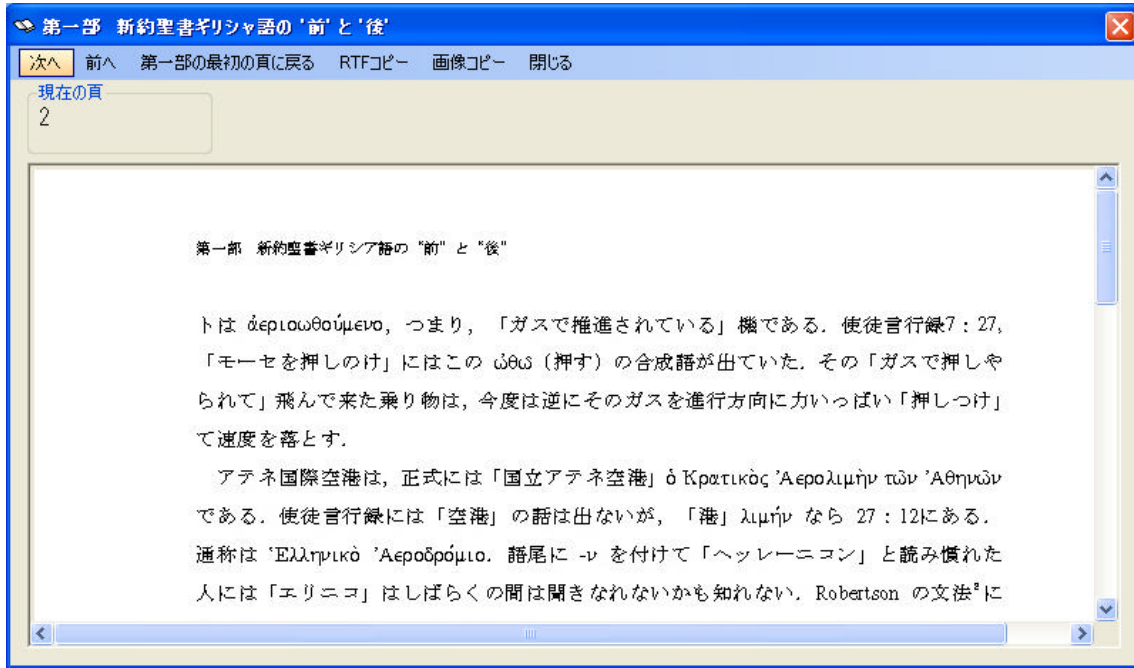 第一部 新約聖書ギリシャ語の '前' と '後'
次へ 前へ 第一部の最初の頁に戻る RTFコピー 画像コピー 閉じる
現在の頁
2
第一部 新約聖書ギリシア語の "前" と "後"
トは ἀεριοωθούμενο, つまり, 「ガスで推進されている」機である. 使徒言行録7:27,
「モーセを押しのけ」にはこの ὠθω (押す) の合成語が出ていた. その「ガスで押しや
られて」飛んで来た乗り物は, 今度は逆にそのガスを進行方向に力いっぱい「押しつけ」
て速度を落とす.
アテネ国際空港は, 正式には「国立アテネ空港」ὁ Κρατικὸς Ἀερολιμὴν τῶν Ἀθηνῶν
である. 使徒言行録には「空港」の話は出ないが, 「港」λιμήν なら 27:12にある.
通称は Ἑλληνικὸ Ἀεροδρόμιο. 語尾に -ν を付けて「ヘッレーニコン」と読み慣れた
人には「エリニコ」はしばらくの間は聞きなれないかも知れない. Robertson の文法²に